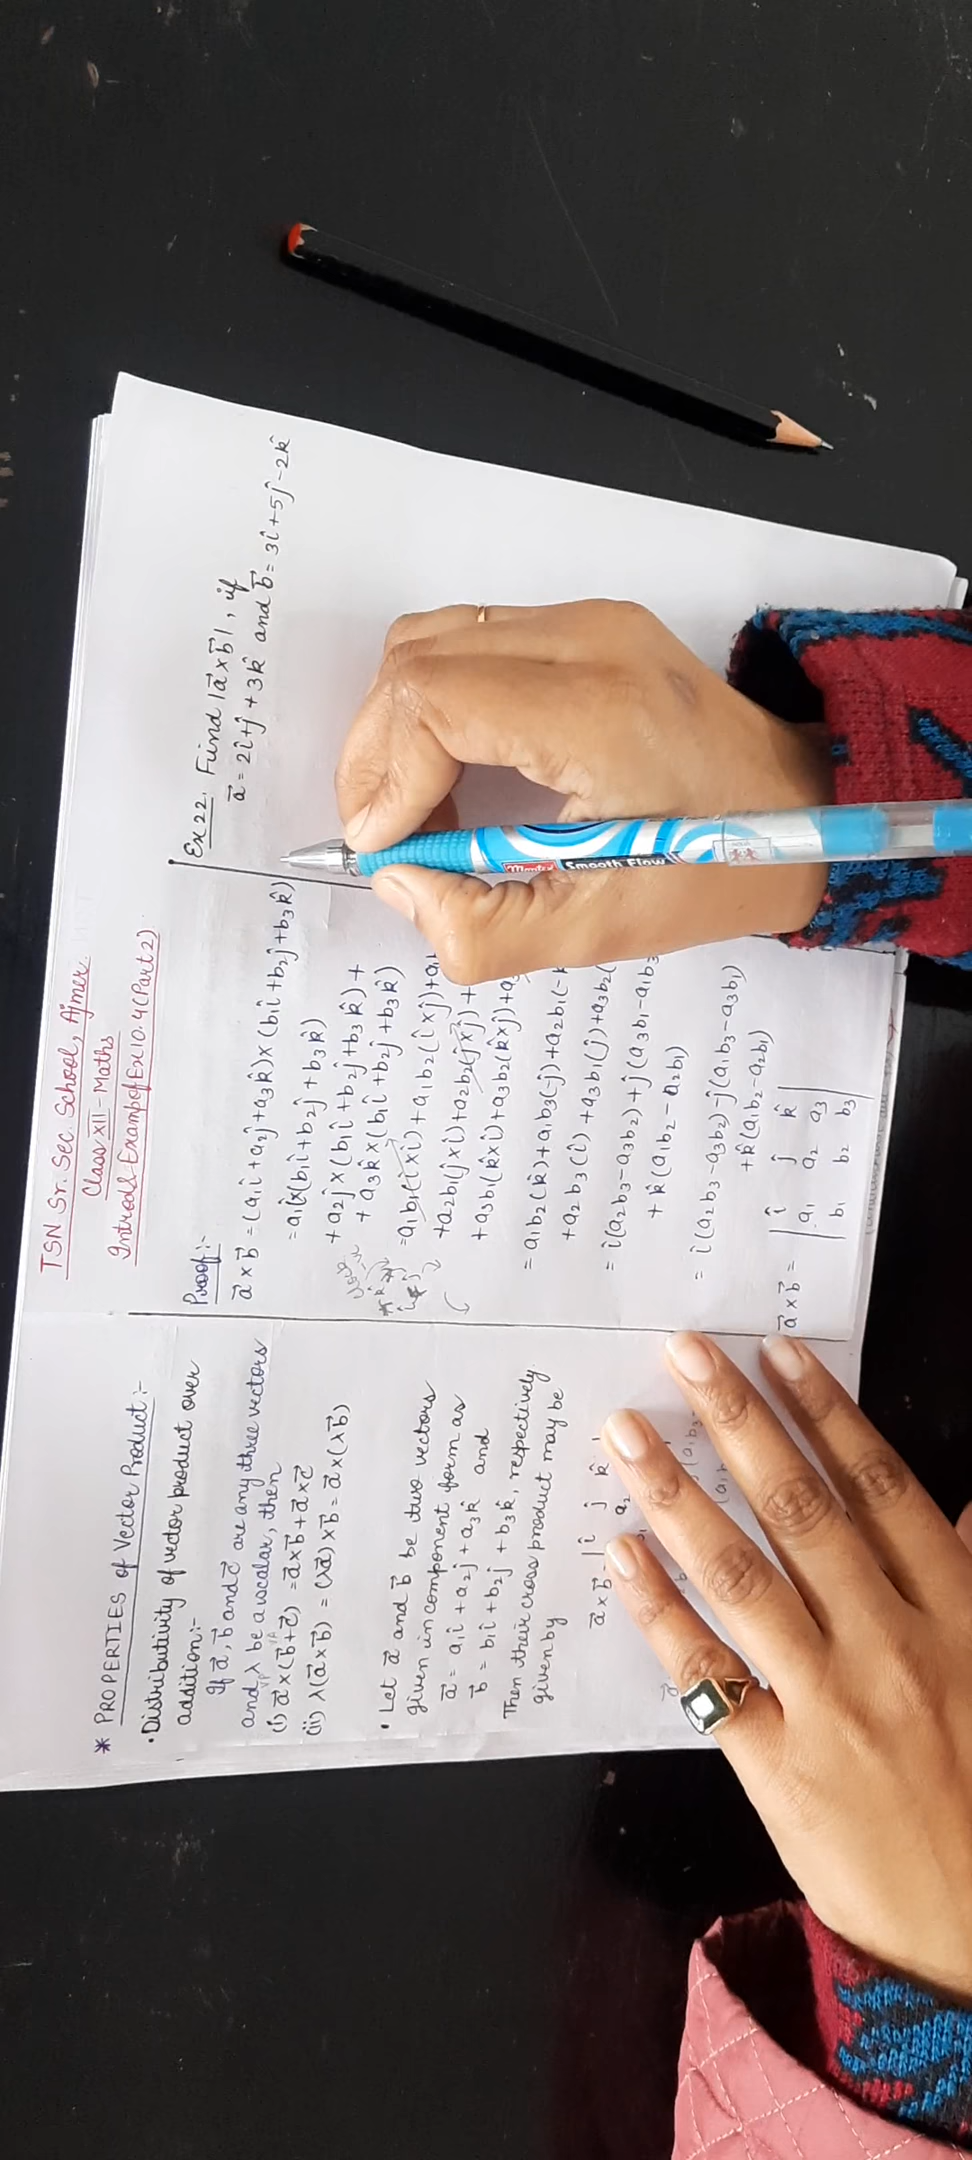 TSN Sr. Sec. School, Ajmer.
Class XII - Maths
Introd & Examp of Ex 10.4 (Part 2)
* PROPERTIES of Vector Product:-
• Distributivity of vector product over
addition:-
If a⃗, b⃗ and c⃗ are any three vectors
and λ be a scalar, then
(i) a⃗ × (b⃗ + c⃗) = a⃗ × b⃗ + a⃗ × c⃗
(ii) λ(a⃗ × b⃗) = (λa⃗) × b⃗ = a⃗ × (λb⃗)
• Let a⃗ and b⃗ be two vectors
given in component form as
a⃗ = a₁î + a₂ĵ + a₃k̂ and
b⃗ = b₁î + b₂ĵ + b₃k̂, respectively.
Then their cross product may be
given by
a⃗ × b⃗ = | î ĵ k̂ |
a₂
Proof:-
a⃗ × b⃗ = (a₁î + a₂ĵ + a₃k̂) × (b₁î + b₂ĵ + b₃k̂)
= a₁î × (b₁î + b₂ĵ + b₃k̂)
+ a₂ĵ × (b₁î + b₂ĵ + b₃k̂) +
+ a₃k̂ × (b₁î + b₂ĵ + b₃k̂)
= a₁b₁(î × î) + a₁b₂(î × ĵ) + a₁b
+ a₂b₁(ĵ × î) + a₂b₂(ĵ × ĵ) +
+ a₃b₁(k̂ × î) + a₃b₂(k̂ × ĵ) + a₃
= a₁b₂(k̂) + a₁b₃(-ĵ) + a₂b₁(-k
+ a₂b₃(î) + a₃b₁(ĵ) + a₃b₂(
= î(a₂b₃ - a₃b₂) + ĵ(a₃b₁ - a₁b₃
+ k̂(a₁b₂ - a₂b₁)
= î(a₂b₃ - a₃b₂) - ĵ(a₁b₃ - a₃b₁)
+ k̂(a₁b₂ - a₂b₁)
a⃗ × b⃗ = | î ĵ k̂ |
| a₁ a₂ a₃ |
| b₁ b₂ b₃ |
Ex 22. Find |a⃗ × b⃗|, if
a⃗ = 2î + ĵ + 3k̂ and b⃗ = 3î + 5ĵ - 2k̂
Montex Smooth Flow